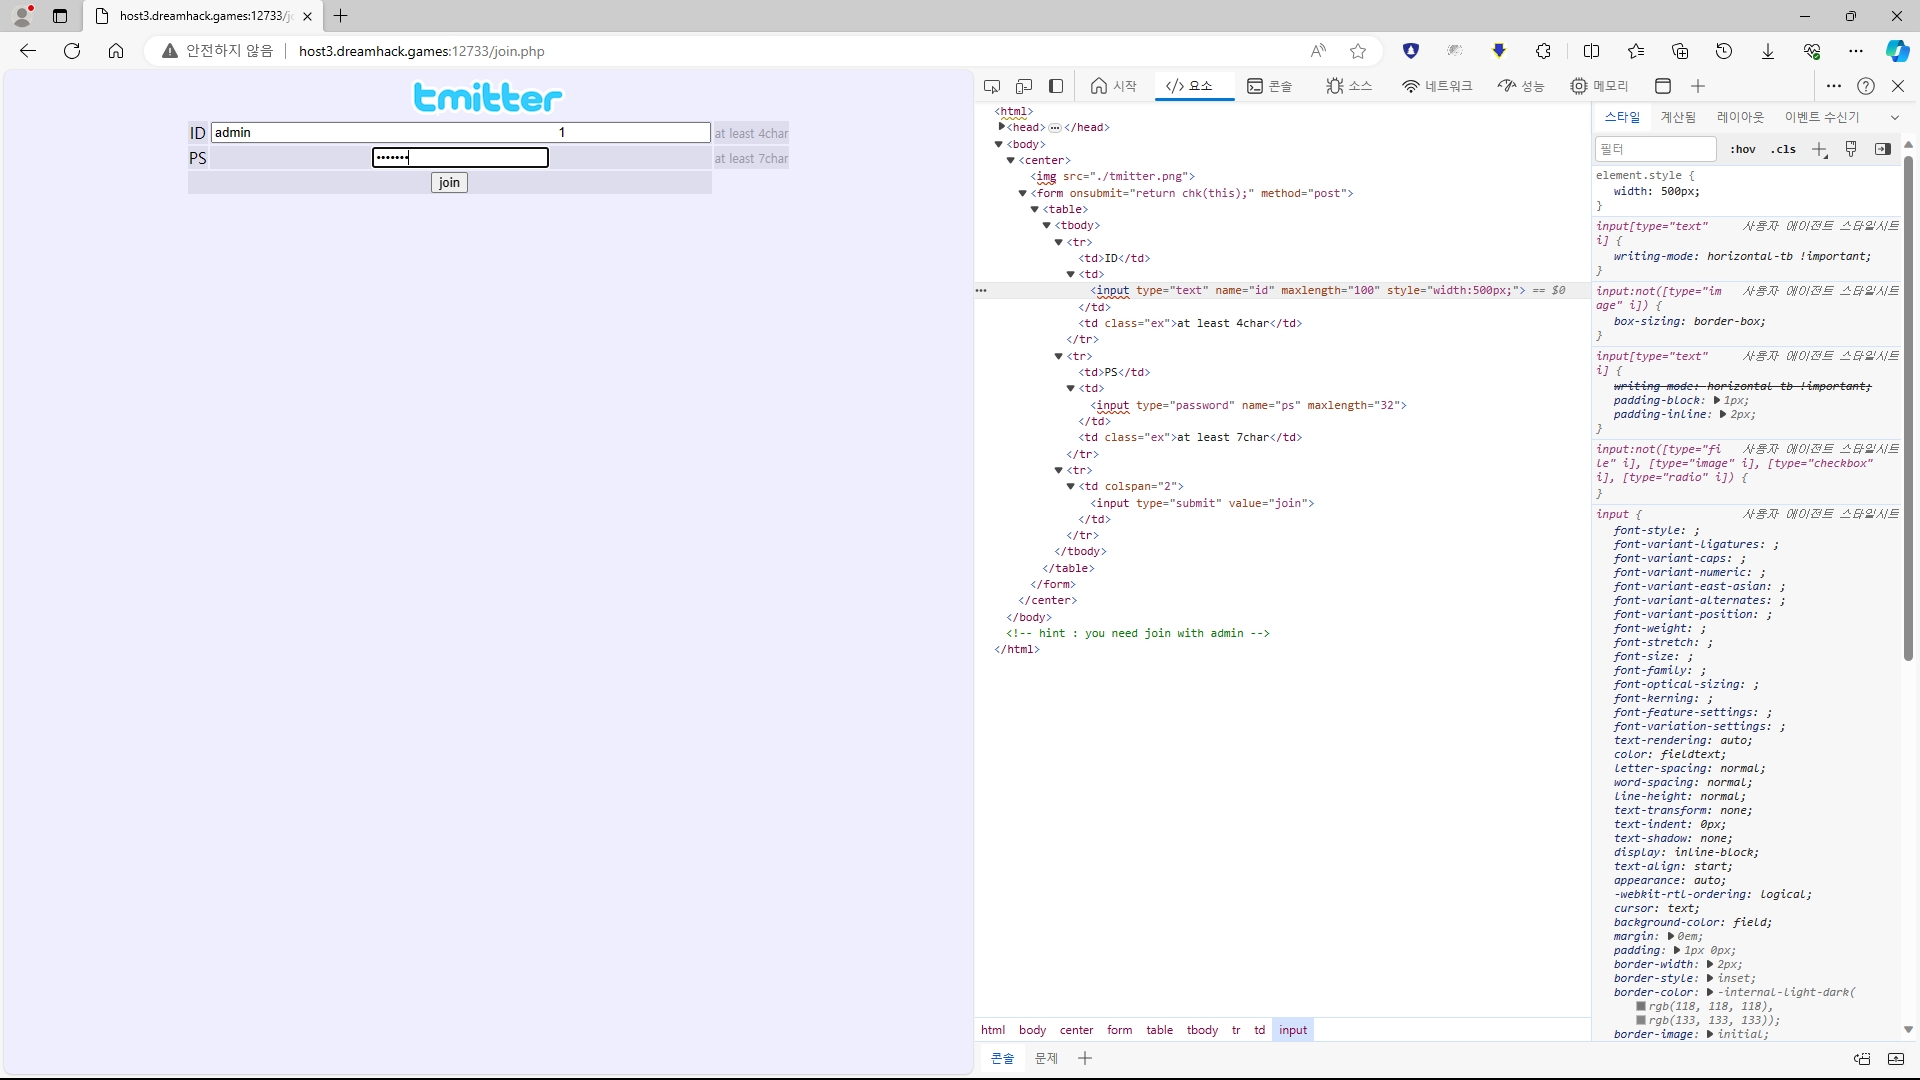 host3.dreamhack.games:12733/j
안전하지 않음 host3.dreamhack.games:12733/join.php
tmitter
ID admin 1 at least 4char
PS ••••••• at least 7char
join
시작 </> 요소 콘솔 소스 네트워크 성능 메모리
<html>
<head> ••• </head>
<body>
<center>
<img src="./tmitter.png">
<form onsubmit="return chk(this);" method="post">
<table>
<tbody>
<tr>
<td>ID</td>
<td>
<input type="text" name="id" maxlength="100" style="width:500px;"> == $0
</td>
<td class="ex">at least 4char</td>
</tr>
<tr>
<td>PS</td>
<td>
<input type="password" name="ps" maxlength="32">
</td>
<td class="ex">at least 7char</td>
</tr>
<tr>
<td colspan="2">
<input type="submit" value="join">
</td>
</tr>
</tbody>
</table>
</form>
</center>
</body>
<!-- hint : you need join with admin -->
</html>
html body center form table tbody tr td input
콘솔 문제
스타일 계산됨 레이아웃 이벤트 수신기
필터 :hov .cls
element.style {
width: 500px;
}
input[type="text" 사용자 에이전트 스타일시트
i] {
writing-mode: horizontal-tb !important;
}
input:not([type="im 사용자 에이전트 스타일시트
age" i]) {
box-sizing: border-box;
}
input[type="text" 사용자 에이전트 스타일시트
i] {
writing-mode: horizontal-tb !important;
padding-block: 1px;
padding-inline: 2px;
}
input:not([type="fi 사용자 에이전트 스타일시트
le" i], [type="image" i], [type="checkbox"
i], [type="radio" i]) {
}
input { 사용자 에이전트 스타일시트
font-style: ;
font-variant-ligatures: ;
font-variant-caps: ;
font-variant-numeric: ;
font-variant-east-asian: ;
font-variant-alternates: ;
font-variant-position: ;
font-weight: ;
font-stretch: ;
font-size: ;
font-family: ;
font-optical-sizing: ;
font-kerning: ;
font-feature-settings: ;
font-variation-settings: ;
text-rendering: auto;
color: fieldtext;
letter-spacing: normal;
word-spacing: normal;
line-height: normal;
text-transform: none;
text-indent: 0px;
text-shadow: none;
display: inline-block;
text-align: start;
appearance: auto;
-webkit-rtl-ordering: logical;
cursor: text;
background-color: field;
margin: 0em;
padding: 1px 0px;
border-width: 2px;
border-style: inset;
border-color: -internal-light-dark(
rgb(118, 118, 118),
rgb(133, 133, 133));
border-image: initial;